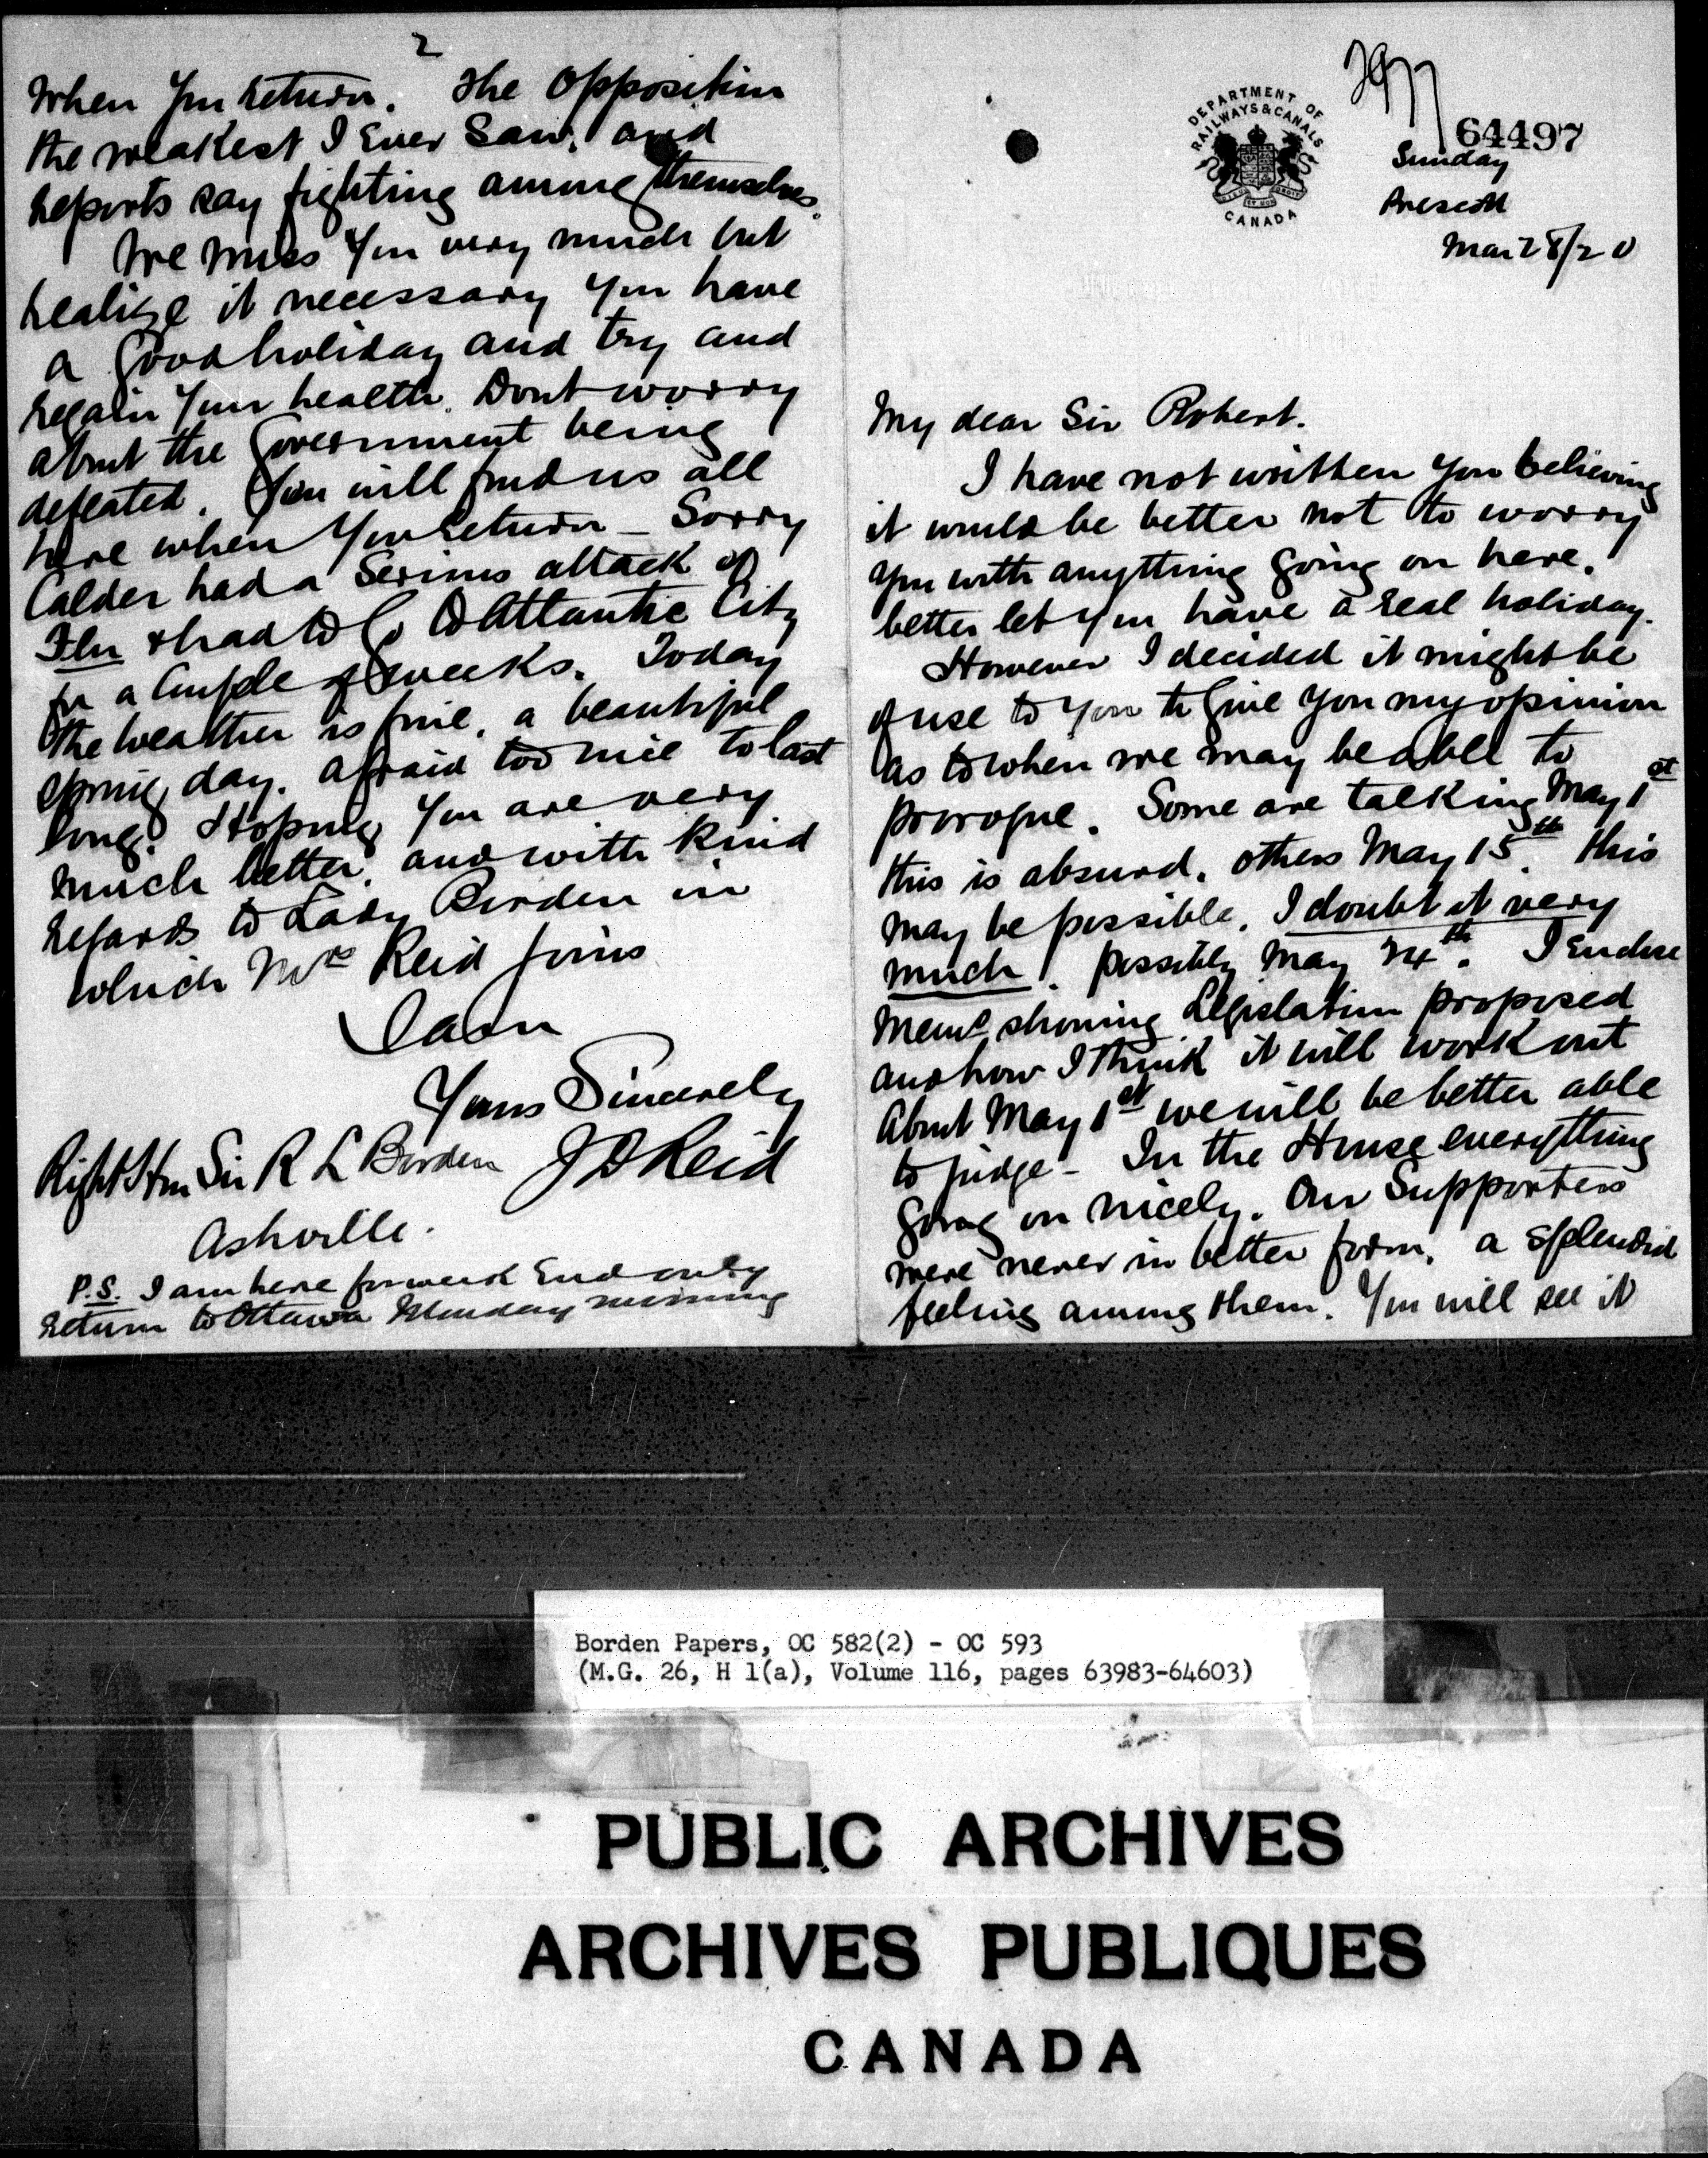 DEPARTMENT OF
RAILWAYS & CANALS
CANADA
64497
Sunday
Prescott
Mar 28/20
My dear Sir Robert.
I have not written you believing
it would be better not to worry
you with anything going on here.
better let you have a real holiday.
However I decided it might be
of use to you to give you my opinion
as to when we may be able to
prorogue. Some are talking May 1st
this is absurd. others May 15th. this
may be possible. I doubt it very
much. possibly May 24th. I enclose
memo showing Legislation proposed
and how I think it will work out
About May 1st we will be better able
to judge - In the House everything
going on nicely. Our Supporters
were never in better form. a splendid
feeling among them. You will see it
2
When you return. The Opposition
the weakest I ever saw. and
reports say fighting among themselves.
We miss you very much but
realize it necessary you have
a good holiday and try and
regain your health. Dont worry
about the Government being
defeated. You will find us all
here when you return - Sorry
Calder had a serious attack of
Flu & had to go to Atlantic City
for a couple of weeks. Today
the weather is fine. a beautiful
spring day. afraid too nice to last
long. Hoping you are very
much better. and with kind
regards to Lady Borden in
which Mrs Reid joins
I am
Yours Sincerely
J D Reid
Right Hon Sir R L Borden
Ashville.
P.S. I am here for week End only
return to Ottawa Monday morning
Borden Papers, OC 582(2) - OC 593
(M.G. 26, H 1(a), Volume 116, pages 63983-64603)
PUBLIC ARCHIVES
ARCHIVES PUBLIQUES
CANADA